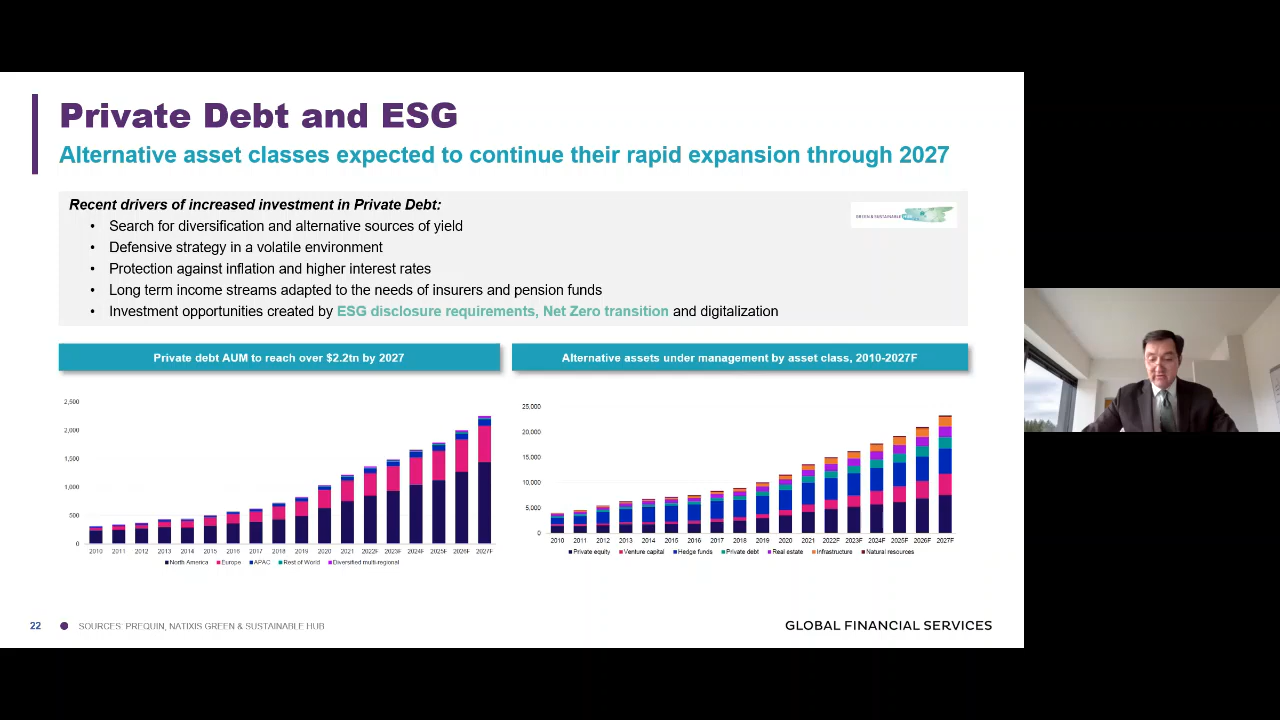 Private Debt and ESG
Alternative asset classes expected to continue their rapid expansion through 2027
Recent drivers of increased investment in Private Debt:
• Search for diversification and alternative sources of yield
• Defensive strategy in a volatile environment
• Protection against inflation and higher interest rates
• Long term income streams adapted to the needs of insurers and pension funds
• Investment opportunities created by ESG disclosure requirements, Net Zero transition and digitalization
GREEN & SUSTAINABLE
Private debt AUM to reach over $2.2tn by 2027
2,500
2,000
1,500
1,000
500
0
2010 2011 2012 2013 2014 2015 2016 2017 2018 2019 2020 2021 2022F 2023F 2024F 2025F 2026F 2027F
North America Europe APAC Rest of World Diversified multi-regional
Alternative assets under management by asset class, 2010-2027F
25,000
20,000
15,000
10,000
5,000
0
2010 2011 2012 2013 2014 2015 2016 2017 2018 2019 2020 2021 2022F 2023F 2024F 2025F 2026F 2027F
Private equity Venture capital Hedge funds Private debt Real estate Infrastructure Natural resources
22 SOURCES: PREQUIN, NATIXIS GREEN & SUSTAINABLE HUB
GLOBAL FINANCIAL SERVICES